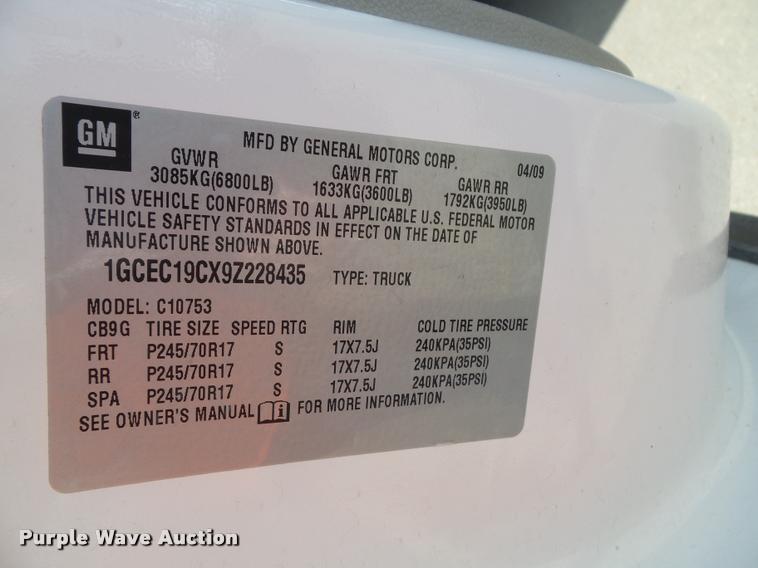 GM®
MFD BY GENERAL MOTORS CORP. 04/09
GVWR GAWR FRT GAWR RR
3085KG(6800LB) 1633KG(3600LB) 1792KG(3950LB)
THIS VEHICLE CONFORMS TO ALL APPLICABLE U.S. FEDERAL MOTOR
VEHICLE SAFETY STANDARDS IN EFFECT ON THE DATE OF
MANUFACTURE SHOWN ABOVE.
1GCEC19CX9Z228435 TYPE: TRUCK
MODEL: C10753
CB9G TIRE SIZE SPEED RTG RIM COLD TIRE PRESSURE
FRT P245/70R17 S 17X7.5J 240KPA(35PSI)
RR P245/70R17 S 17X7.5J 240KPA(35PSI)
SPA P245/70R17 S 17X7.5J 240KPA(35PSI)
SEE OWNER'S MANUAL i FOR MORE INFORMATION.
Purple Wave Auction